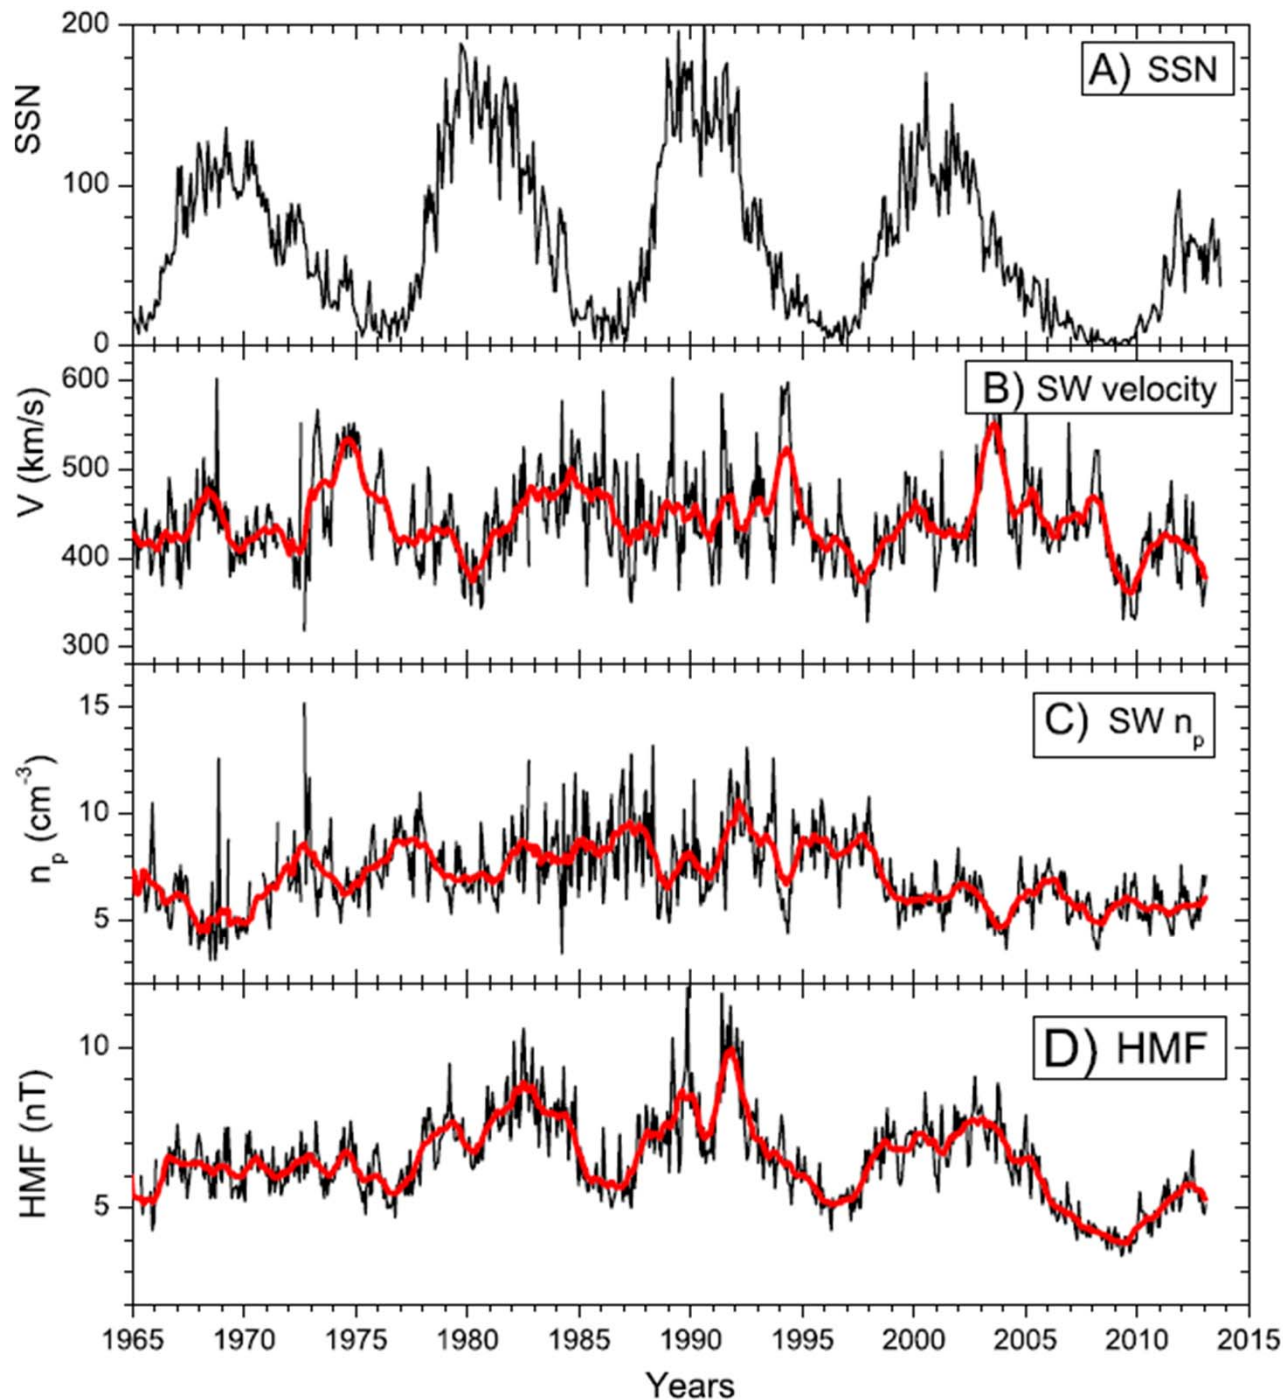 200
100
0
SSN
A) SSN
600
500
400
300
V (km/s)
B) SW velocity
15
10
5
n_p (cm⁻³)
C) SW n_p
10
5
HMF (nT)
D) HMF
1965 1970 1975 1980 1985 1990 1995 2000 2005 2010 2015
Years